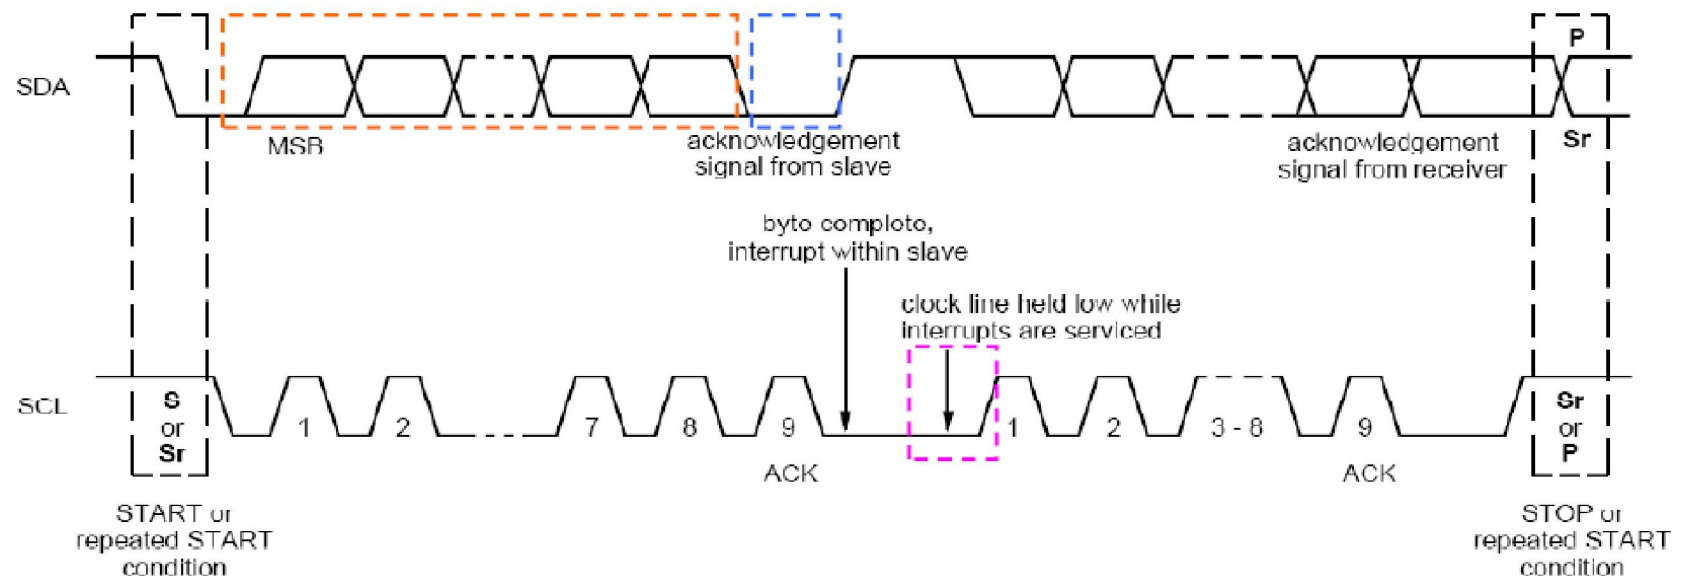 P
SDA
MSB
acknowledgement
signal from slave
acknowledgement
signal from receiver
Sr
byto completo,
interrupt within slave
clock line held low while
interrupts are serviced
SCL
S
or
Sr
1
2
7
8
9
1
2
3 - 8
9
Sr
or
P
ACK
ACK
START or
repeated START
condition
STOP or
repeated START
condition